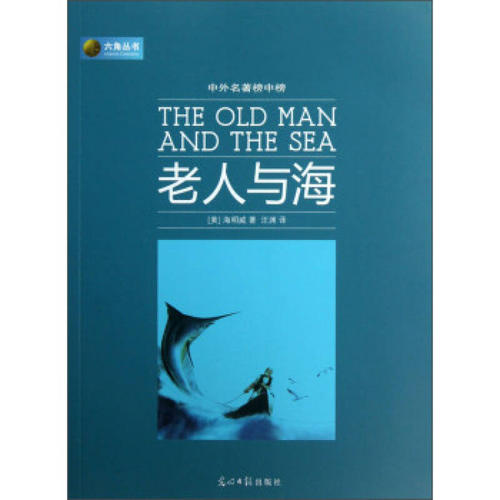 六角丛书
中外名著榜中榜
THE OLD MAN
AND THE SEA
老人与海
[美] 海明威 著 汪洲 译
光明日报出版社